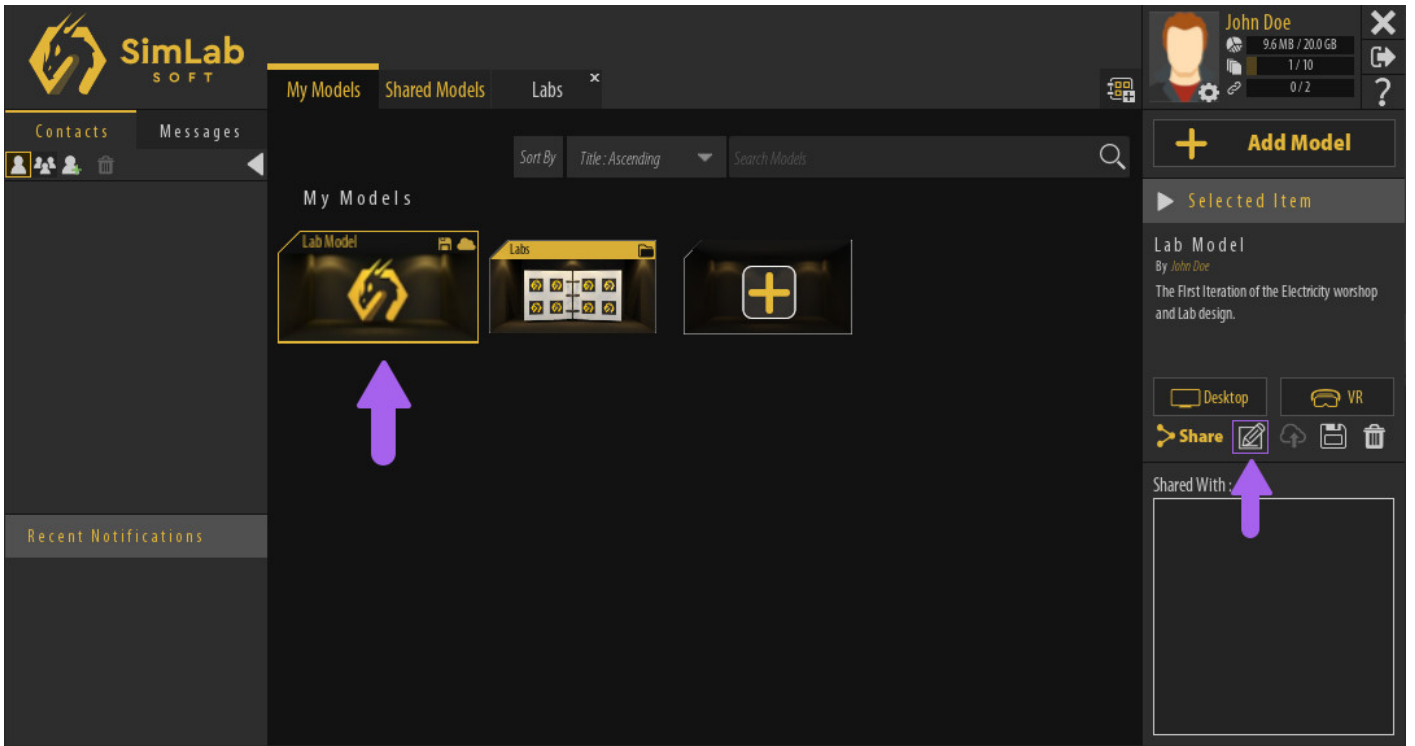 SimLab
SOFT
My Models
Shared Models
Labs
x
John Doe
9.6 MB / 20.0 GB
1 / 10
0 / 2
?
Contacts
Messages
Sort By
Title : Ascending
Search Models
Add Model
My Models
Selected Item
Lab Model
Labs
Lab Model
By John Doe
The FIrst Iteration of the Electricity worshop
and Lab design.
Desktop
VR
Share
Shared With :
Recent Notifications